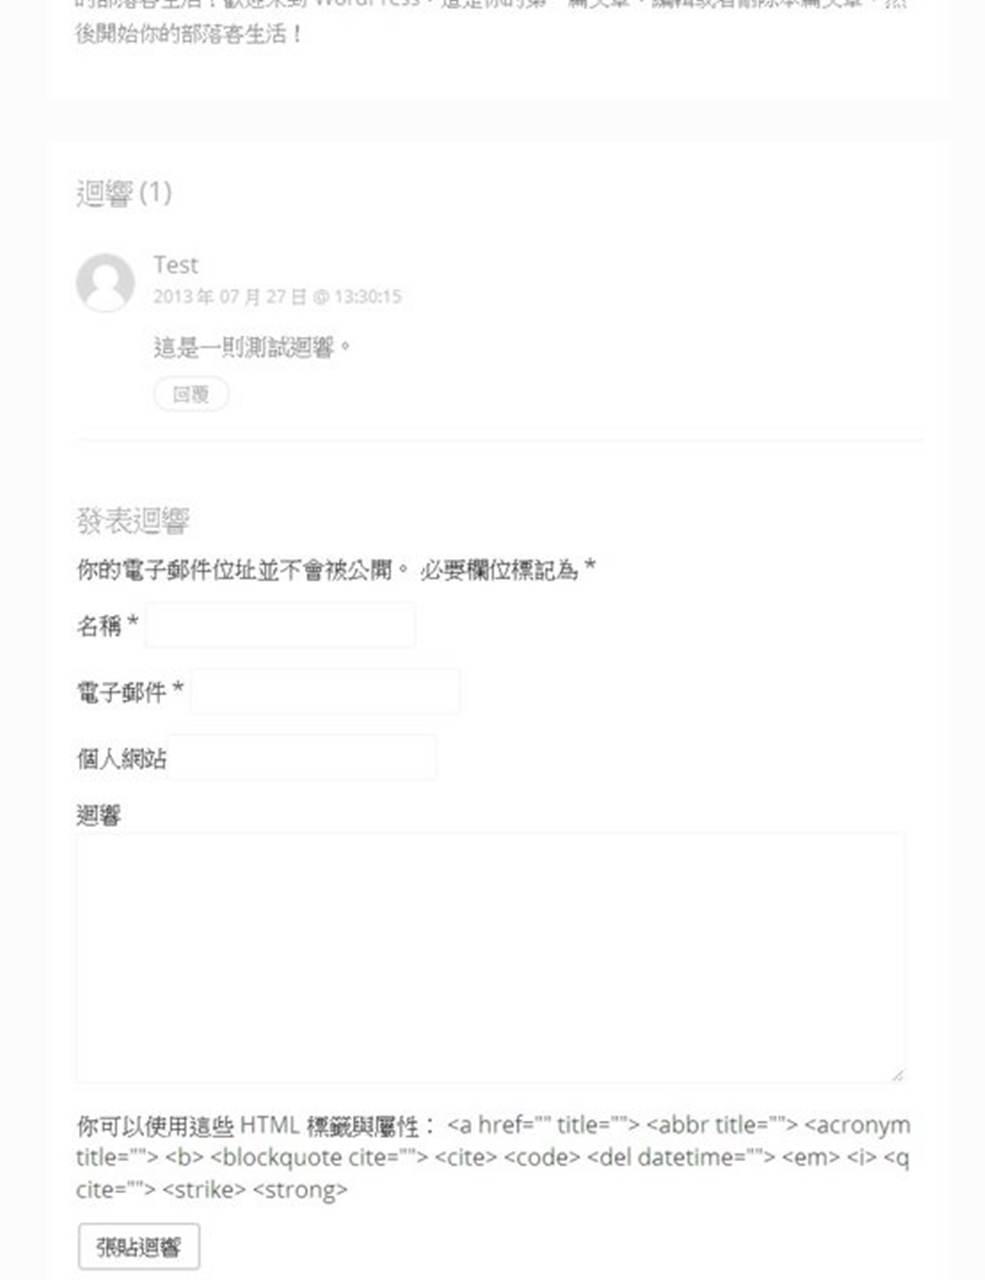 後開始你的部落客生活！
迴響 (1)
Test
2013 年 07 月 27 日 @ 13:30:15
這是一則測試迴響。
回覆
發表迴響
你的電子郵件位址並不會被公開。 必要欄位標記為 *
名稱 *
電子郵件 *
個人網站
迴響
你可以使用這些 HTML 標籤與屬性： <a href="" title=""> <abbr title=""> <acronym
title=""> <b> <blockquote cite=""> <cite> <code> <del datetime=""> <em> <i> <q
cite=""> <strike> <strong>
張貼迴響